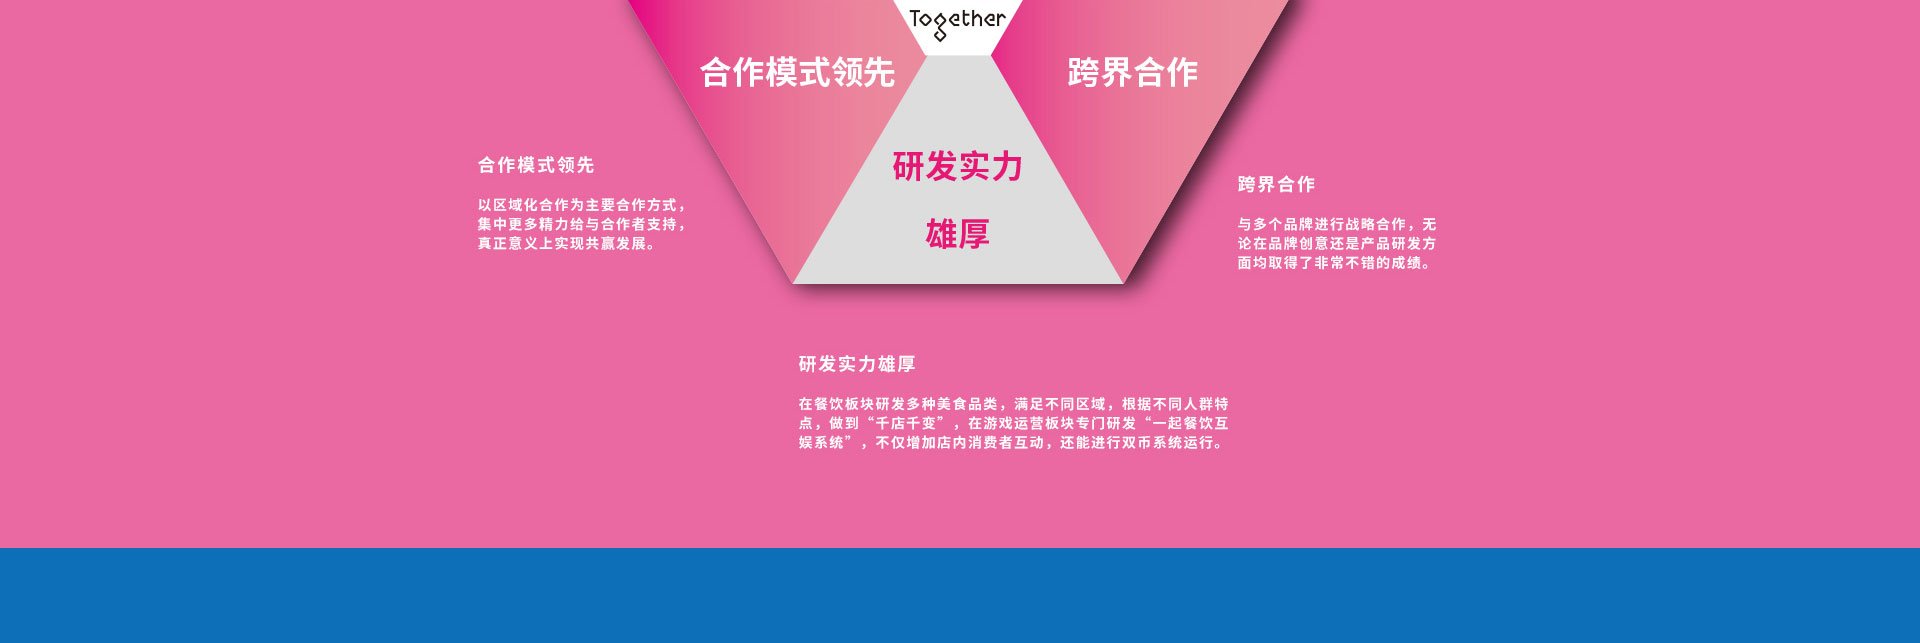 Together
合作模式领先
跨界合作
研发实力
雄厚
合作模式领先
以区域化合作为主要合作方式，
集中更多精力给与合作者支持，
真正意义上实现共赢发展。
跨界合作
与多个品牌进行战略合作，无
论在品牌创意还是产品研发方
面均取得了非常不错的成绩。
研发实力雄厚
在餐饮板块研发多种美食品类，满足不同区域，根据不同人群特
点，做到“千店千变”，在游戏运营板块专门研发“一起餐饮互
娱系统”，不仅增加店内消费者互动，还能进行双币系统运行。